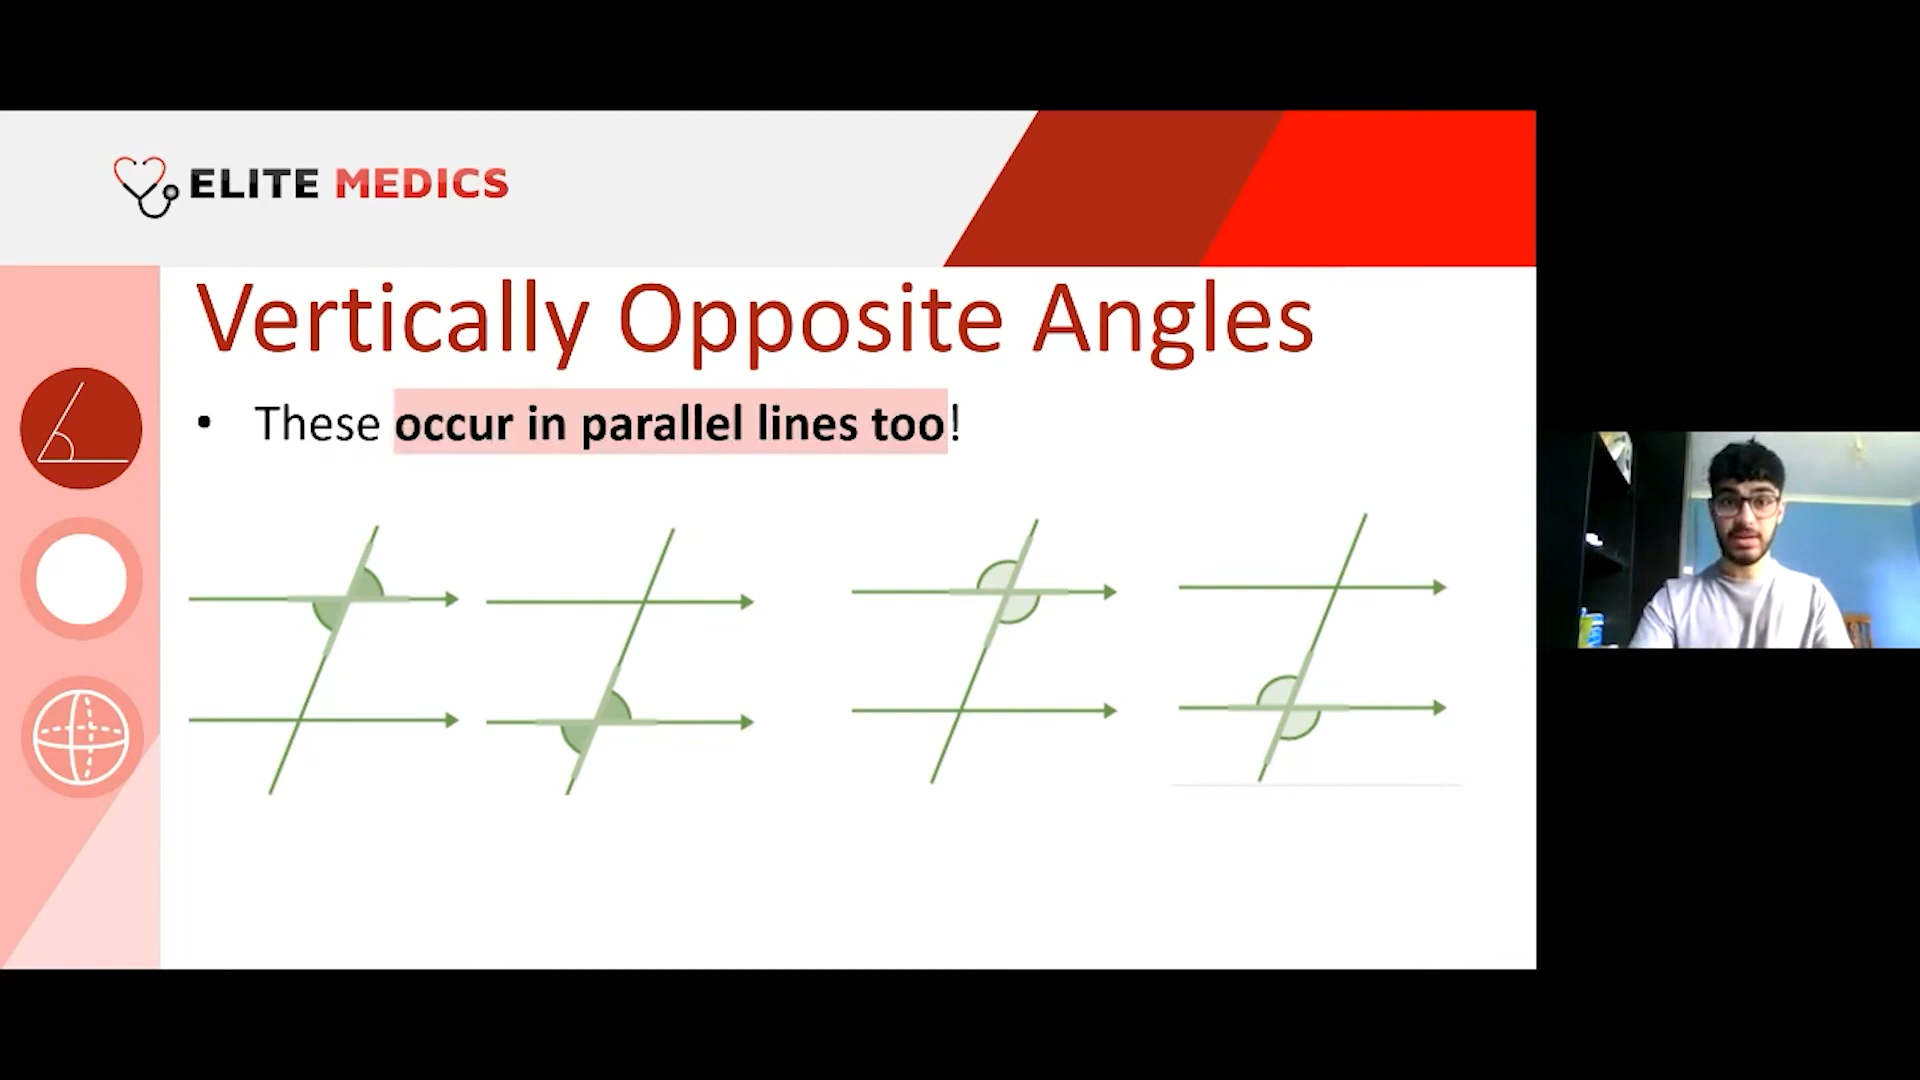 ELITE MEDICS
Vertically Opposite Angles
• These occur in parallel lines too!